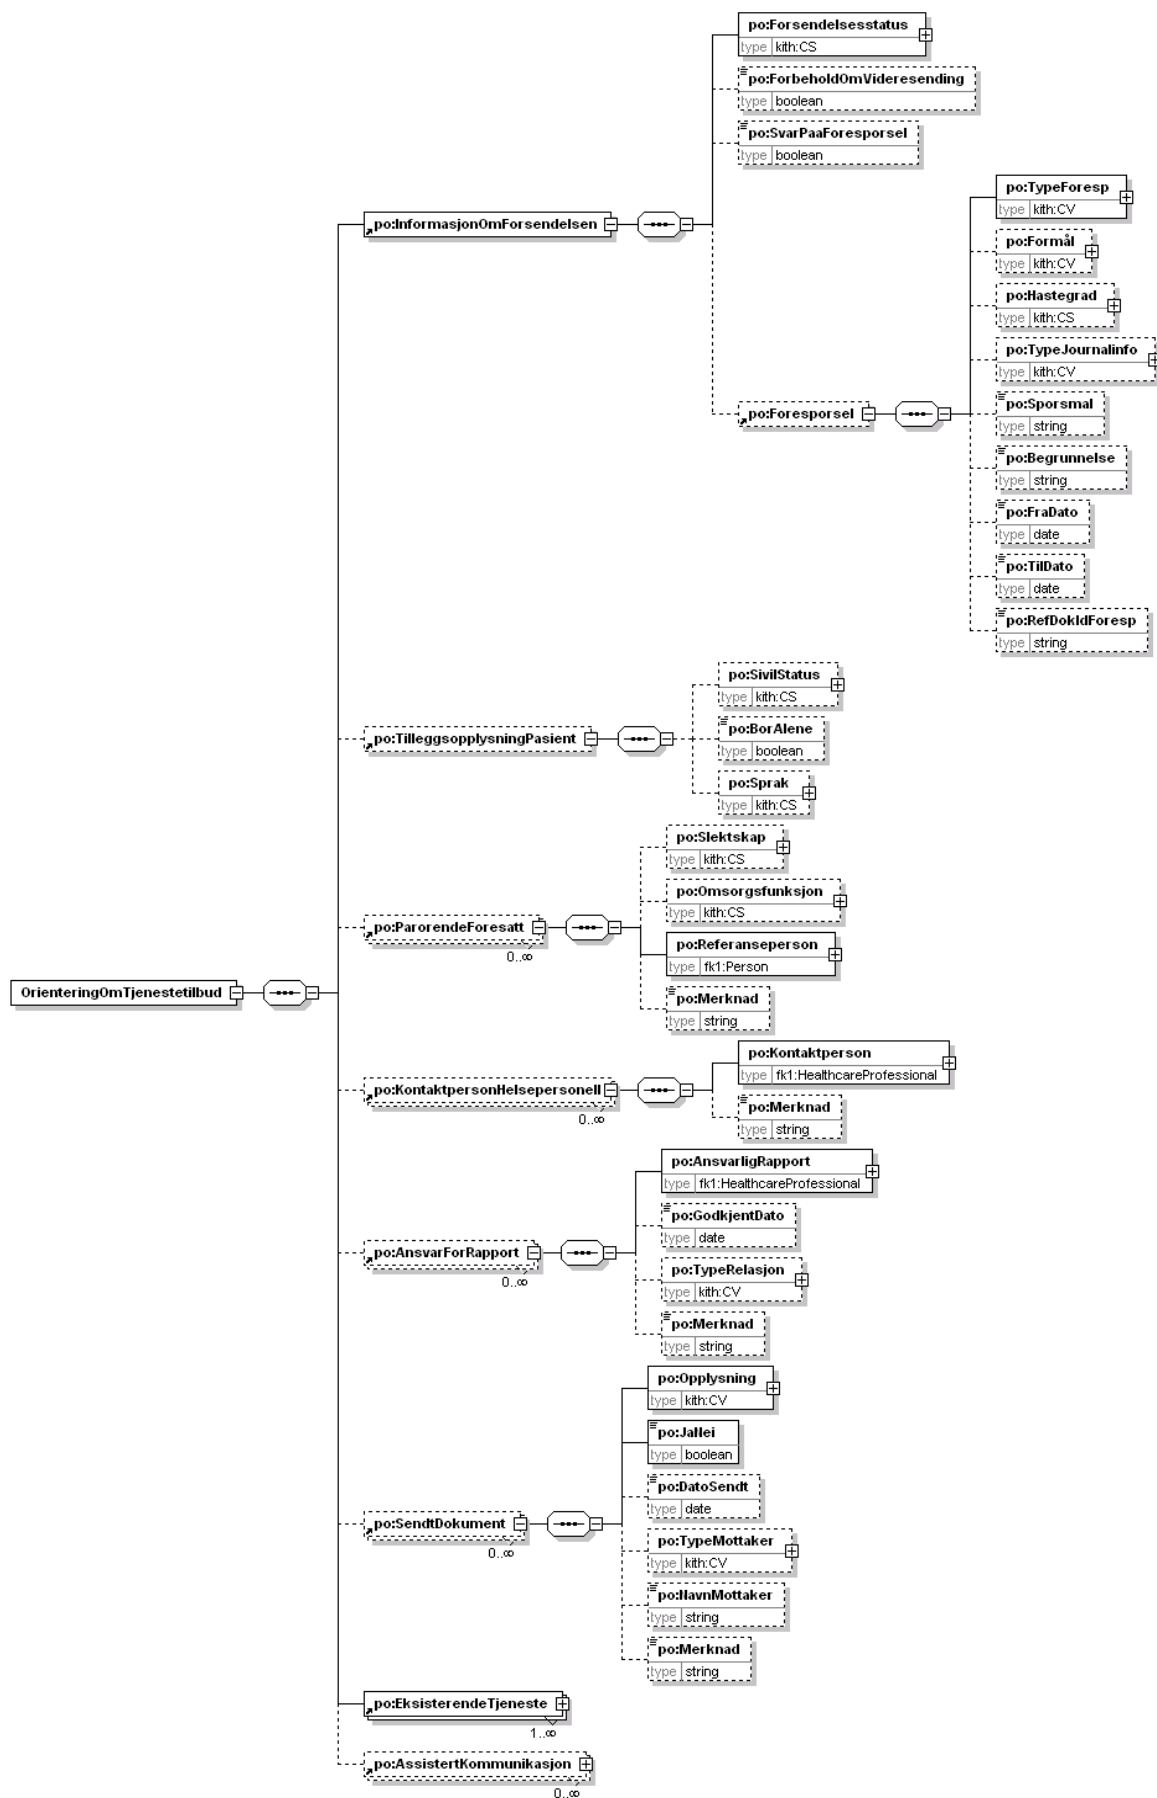 po:Forsendelsesstatus
type kith:CS
po:ForbeholdOmVideresending
type boolean
po:SvarPaaForesporsel
type boolean
po:TypeForesp
type kith:CV
po:InformasjonOmForsendelsen
po:Formål
type kith:CV
po:Hastegrad
type kith:CS
po:TypeJournalinfo
type kith:CV
po:Foresporsel
po:Sporsmal
type string
po:Begrunnelse
type string
po:FraDato
type date
po:TilDato
type date
po:RefDokIdForesp
type string
po:SivilStatus
type kith:CS
po:TilleggsopplysningPasient
po:BorAlene
type boolean
po:Sprak
type kith:CS
po:Slektskap
type kith:CS
po:Omsorgsfunksjon
type kith:CS
po:ParorendeForesatt
0..∞
po:Referanseperson
type fk1:Person
OrienteringOmTjenestetilbud
po:Merknad
type string
po:Kontaktperson
type fk1:HealthcareProfessional
po:KontaktpersonHelsepersonell
0..∞
po:Merknad
type string
po:AnsvarligRapport
type fk1:HealthcareProfessional
po:GodkjentDato
type date
po:AnsvarForRapport
0..∞
po:TypeRelasjon
type kith:CV
po:Merknad
type string
po:Opplysning
type kith:CV
po:JaNei
type boolean
po:DatoSendt
type date
po:SendtDokument
0..∞
po:TypeMottaker
type kith:CV
po:NavnMottaker
type string
po:Merknad
type string
po:EksisterendeTjeneste
1..∞
po:AssistertKommunikasjon
0..∞